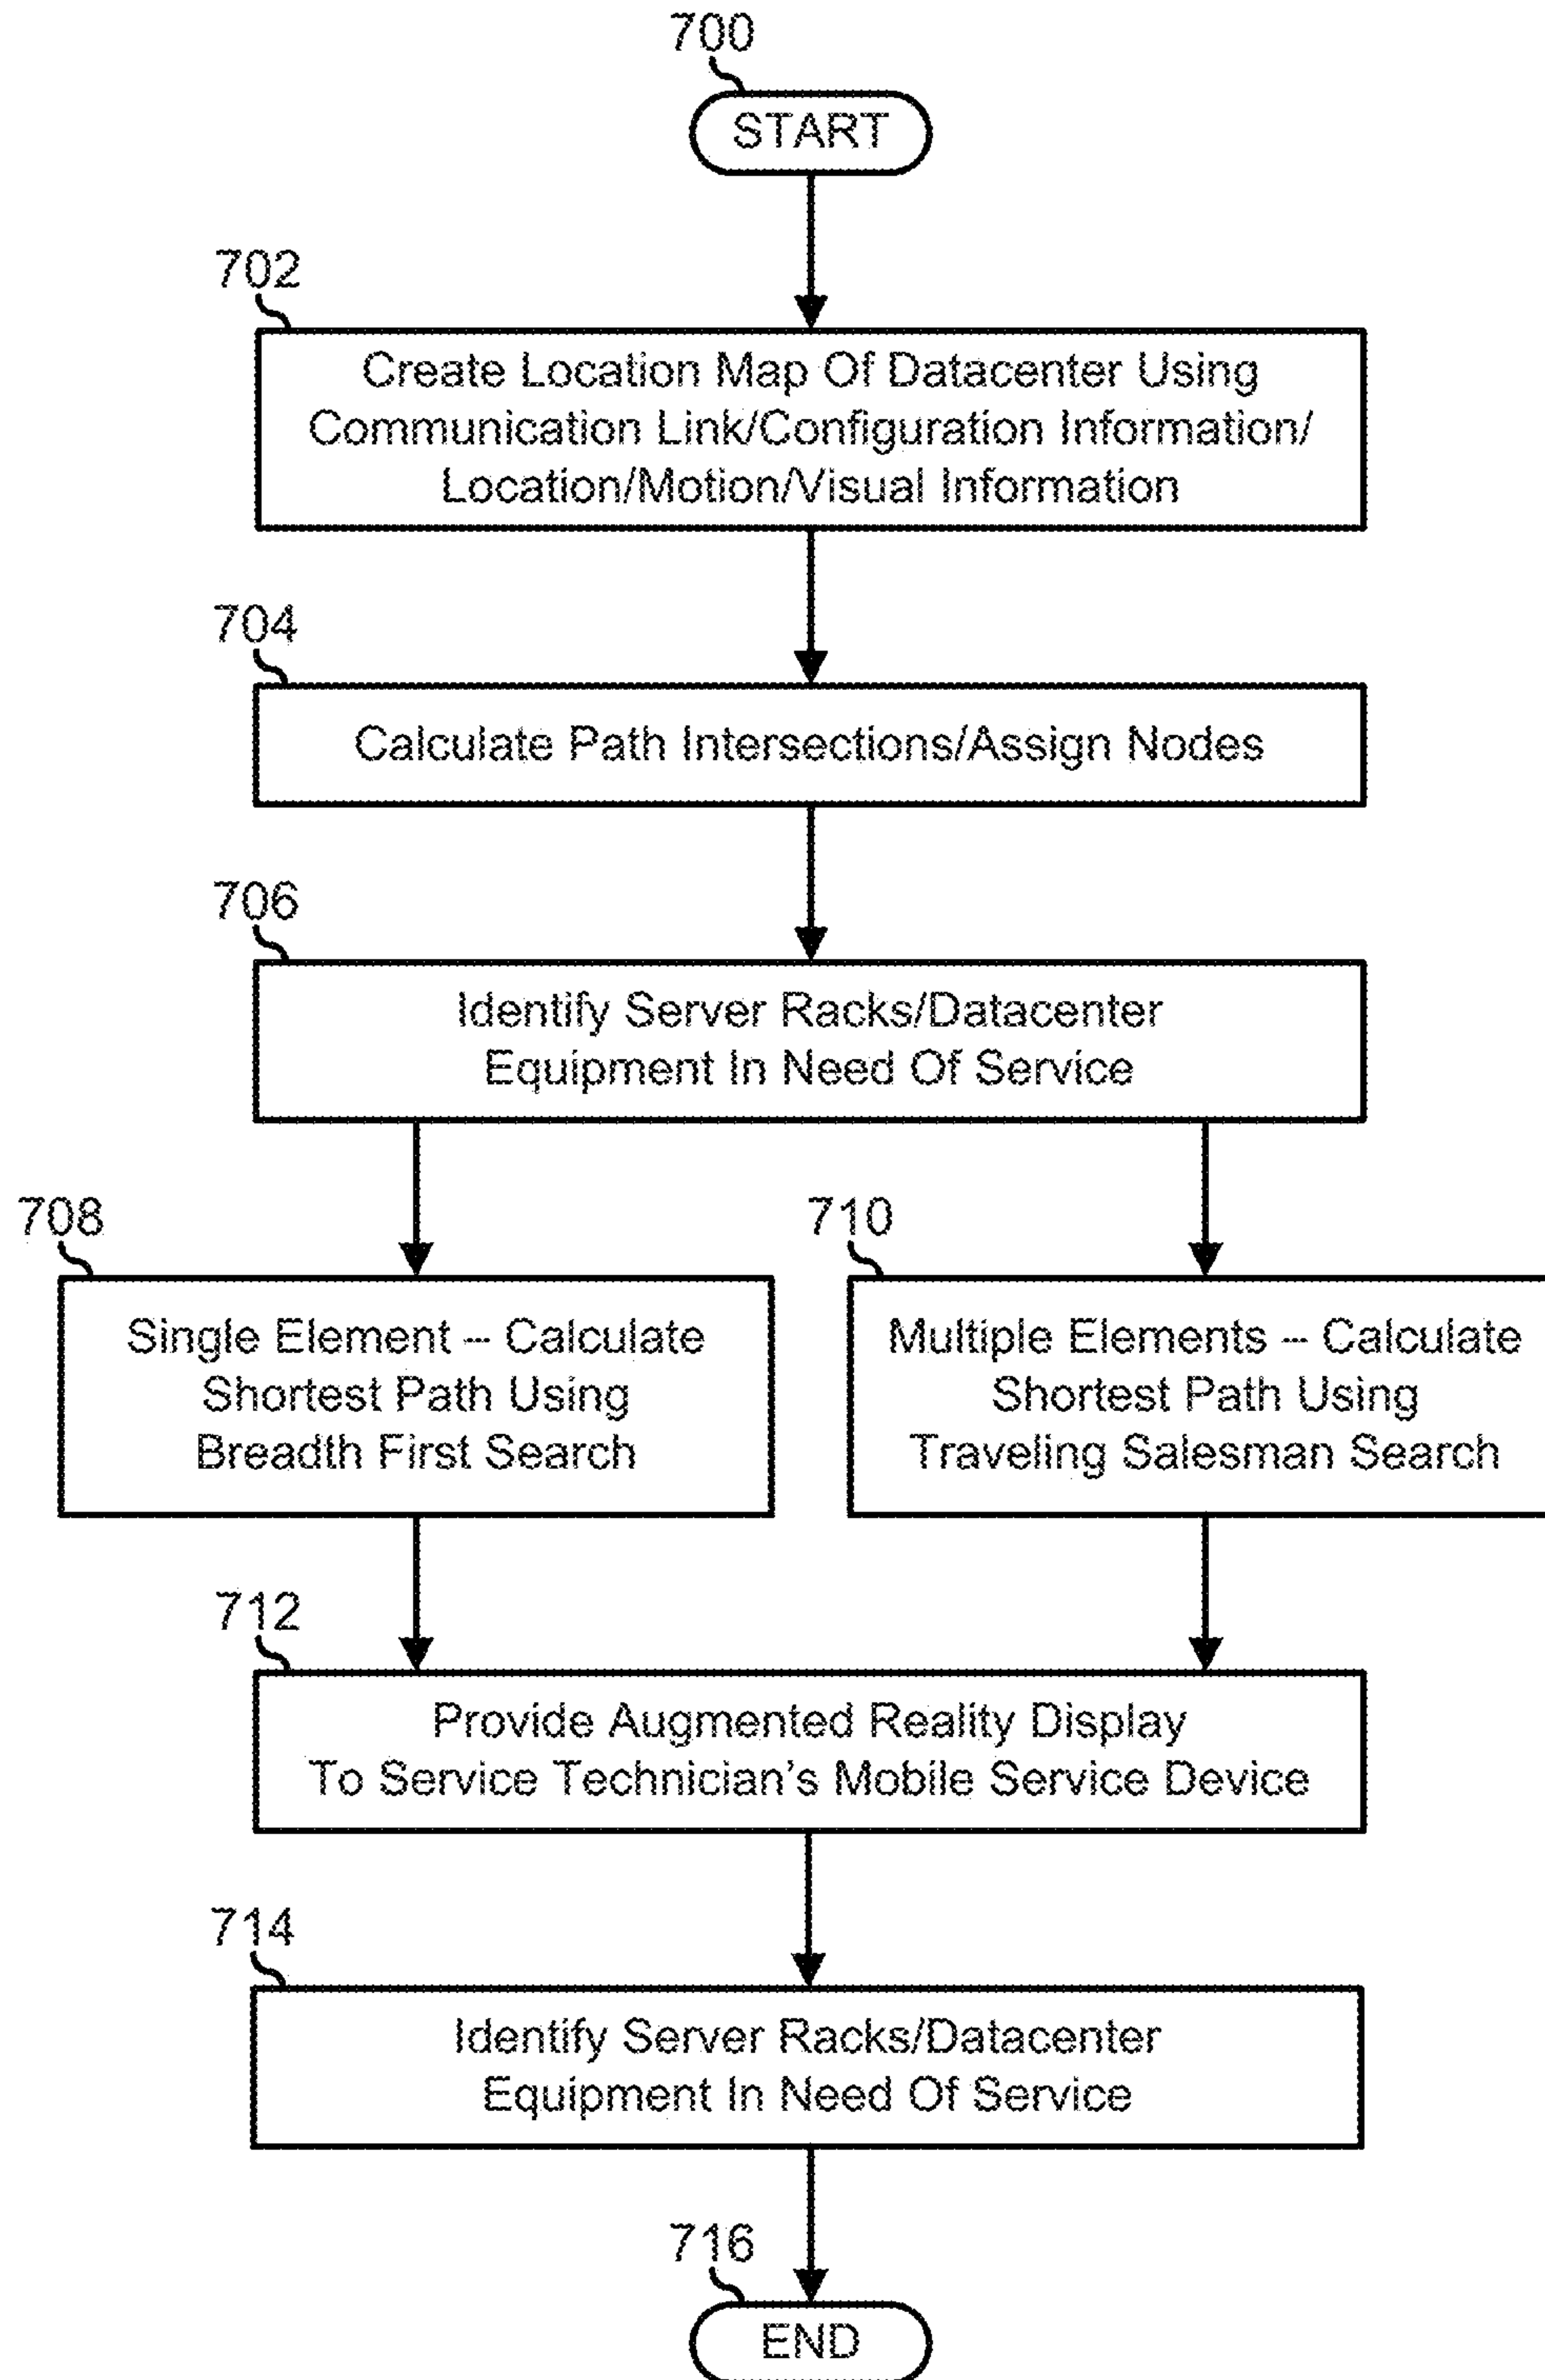 700
START
702
Create Location Map Of Datacenter Using
Communication Link/Configuration Information/
Location/Motion/Visual Information
704
Calculate Path Intersections/Assign Nodes
706
Identify Server Racks/Datacenter
Equipment In Need Of Service
708
Single Element – Calculate
Shortest Path Using
Breadth First Search
710
Multiple Elements – Calculate
Shortest Path Using
Traveling Salesman Search
712
Provide Augmented Reality Display
To Service Technician's Mobile Service Device
714
Identify Server Racks/Datacenter
Equipment In Need Of Service
716
END